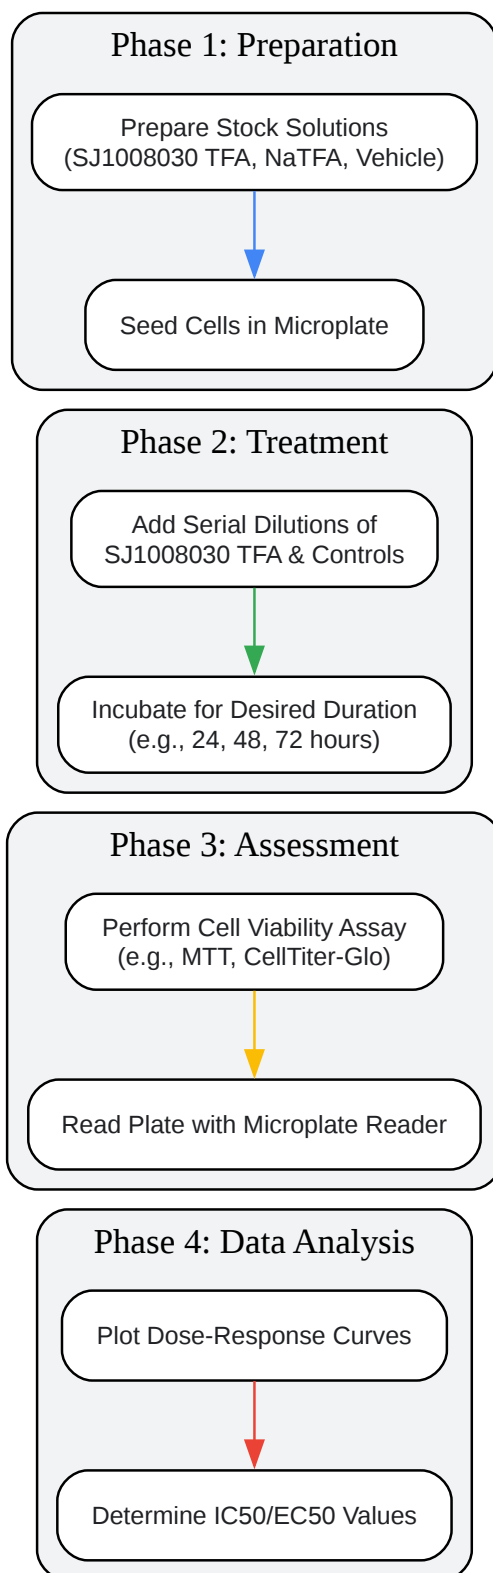 Phase 1: Preparation
Prepare Stock Solutions
(SJ1008030 TFA, NaTFA, Vehicle)
Seed Cells in Microplate
Phase 2: Treatment
Add Serial Dilutions of
SJ1008030 TFA & Controls
Incubate for Desired Duration
(e.g., 24, 48, 72 hours)
Phase 3: Assessment
Perform Cell Viability Assay
(e.g., MTT, CellTiter-Glo)
Read Plate with Microplate Reader
Phase 4: Data Analysis
Plot Dose-Response Curves
Determine IC50/EC50 Values